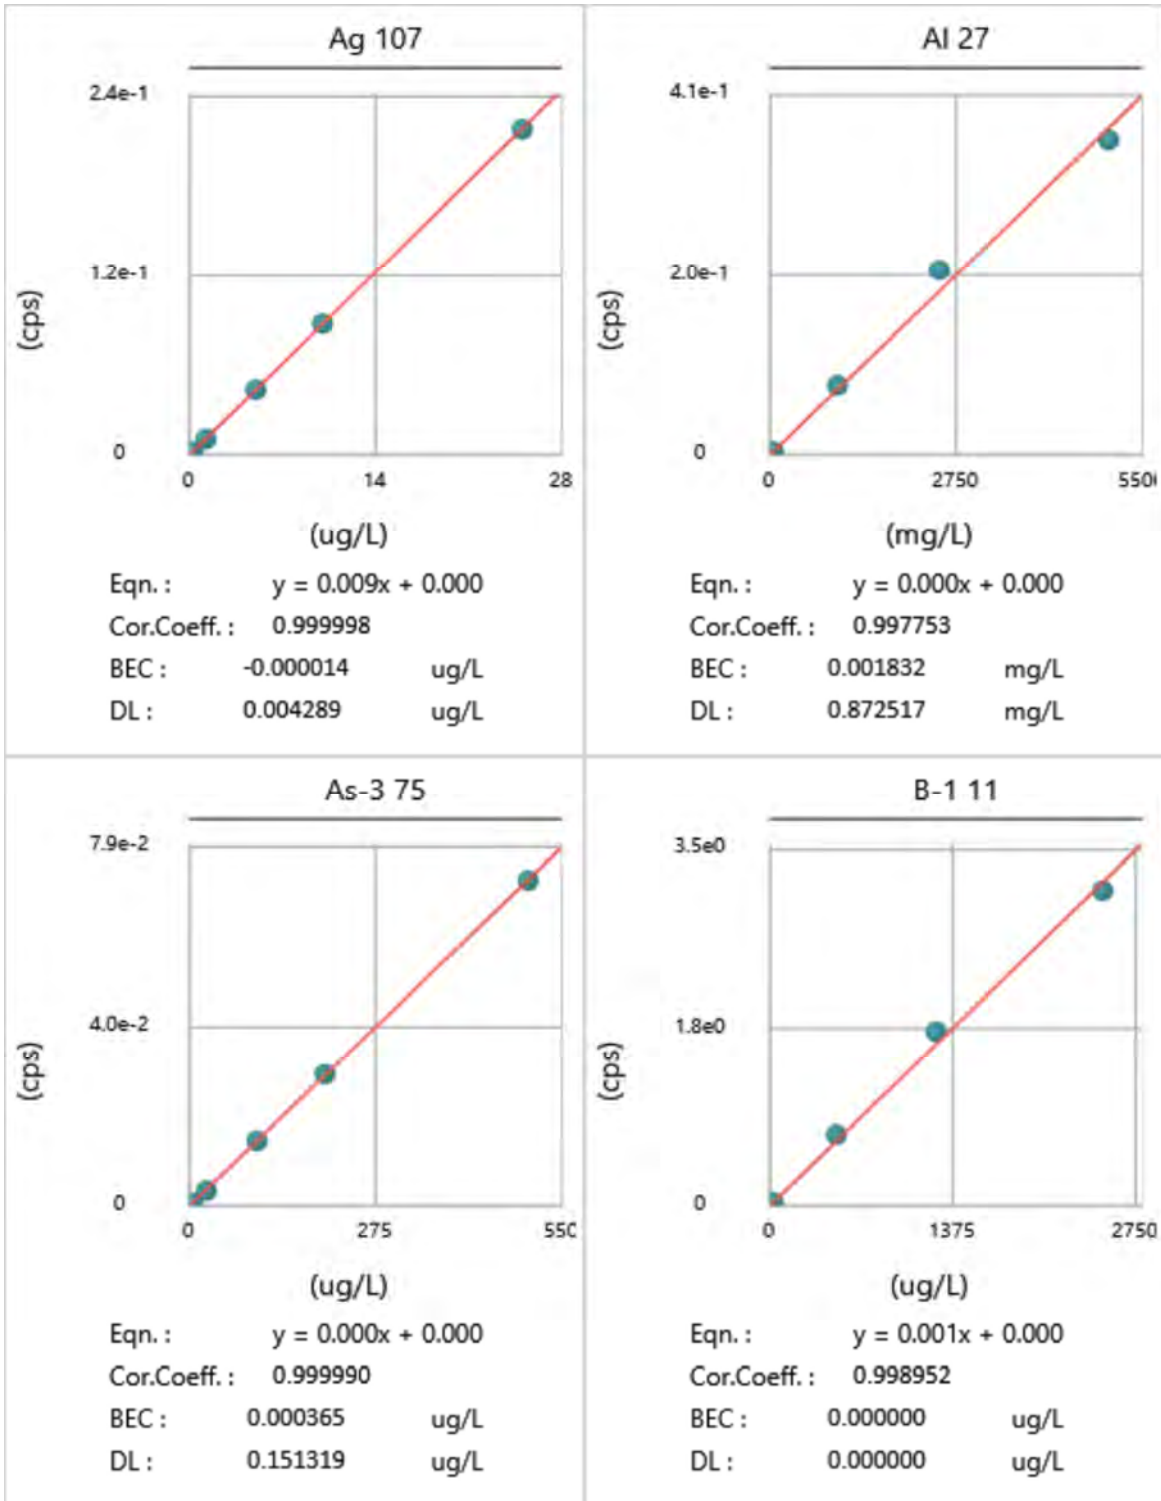 Ag 107
2.4e-1
1.2e-1
0
(cps)
0 14 28
(ug/L)
Eqn. : y = 0.009x + 0.000
Cor.Coeff. : 0.999998
BEC : -0.000014 ug/L
DL : 0.004289 ug/L
Al 27
4.1e-1
2.0e-1
0
(cps)
0 2750 550
(mg/L)
Eqn. : y = 0.000x + 0.000
Cor.Coeff. : 0.997753
BEC : 0.001832 mg/L
DL : 0.872517 mg/L
As-3 75
7.9e-2
4.0e-2
0
(cps)
0 275 550
(ug/L)
Eqn. : y = 0.000x + 0.000
Cor.Coeff. : 0.999990
BEC : 0.000365 ug/L
DL : 0.151319 ug/L
B-1 11
3.5e0
1.8e0
0
(cps)
0 1375 2750
(ug/L)
Eqn. : y = 0.001x + 0.000
Cor.Coeff. : 0.998952
BEC : 0.000000 ug/L
DL : 0.000000 ug/L